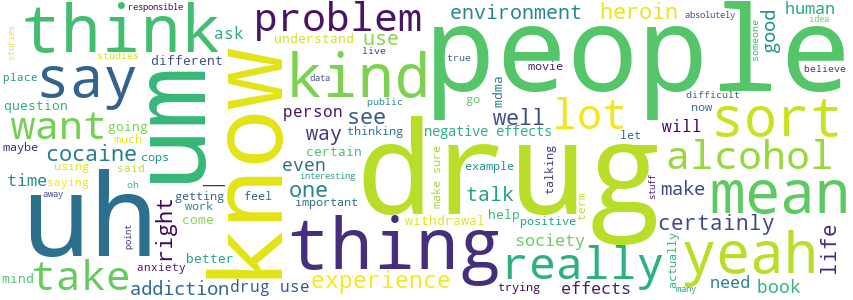 responsible
think
ask
problem
environment
heroin
absolutely
human
idea
stories
studies
understand
use
people
someone
good
place
say
different
live
kind
true
movie
believe
um
know
data
go
mdma
difficult
question
want
going
person
public
see
well
lot
now
sort
maybe
much
way
thinking
negative effects
let
will
cocaine
cops
certain
drug
alcohol
using
said
even
make sure
example
talking
time
saying
oh
uh
getting
feel
one
interesting
talk
stuff
make
mean
away
work
I
important
term
right
come
thing
withdrawal
help
positive
certainly
point
society
yeah
life
mind
take
anxiety
better
really
actually
experience
need
book
addiction
drug use
trying
effects
many